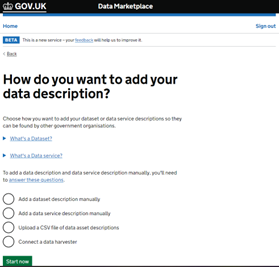 GOV.UK Data Marketplace
Home Sign out
BETA This is a new service – your feedback will help us to improve it.
< Back
How do you want to add your
data description?
Choose how you want to add your dataset or data service descriptions so they
can be found by other government organisations.
What's a Dataset?
What's a Data service?
To add a data description and data service description manually, you'll need
to answer these questions.
Add a dataset description manually
Add a data service description manually
Upload a CSV file of data asset descriptions
Connect a data harvester
Start now